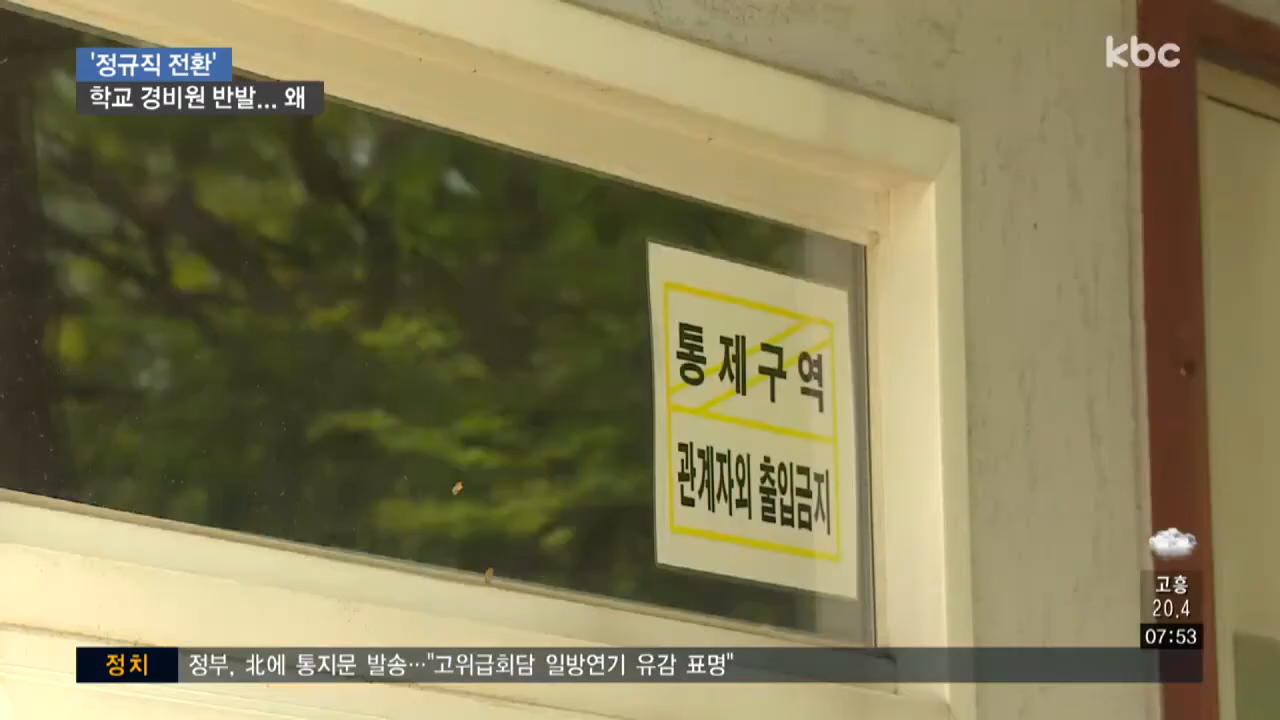 '정규직 전환'
학교 경비원 반발... 왜
kbc
통제구역
관계자외 출입금지
고흥
20.4
07:53
정치 정부, 北에 통지문 발송…"고위급회담 일방연기 유감 표명"